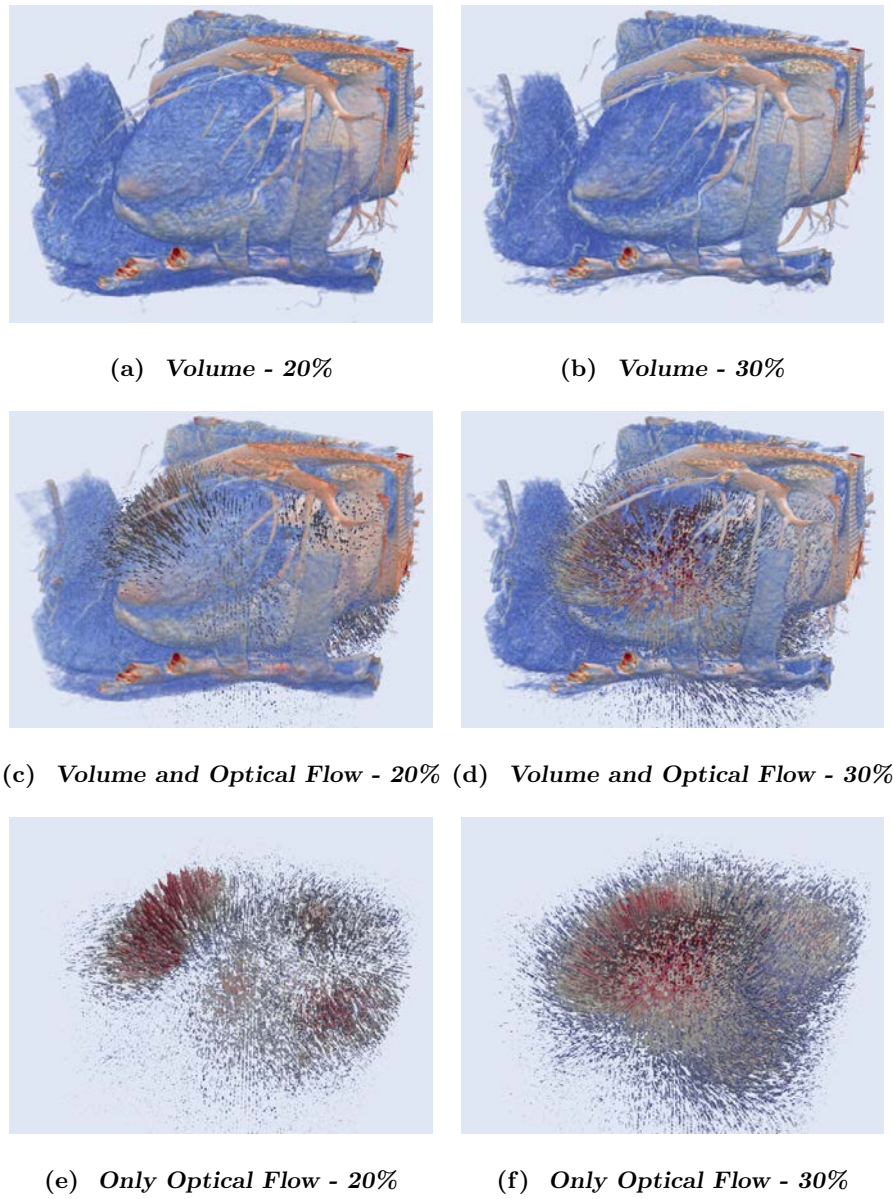 (a) Volume - 20%
(b) Volume - 30%
(c) Volume and Optical Flow - 20%
(d) Volume and Optical Flow - 30%
(e) Only Optical Flow - 20%
(f) Only Optical Flow - 30%